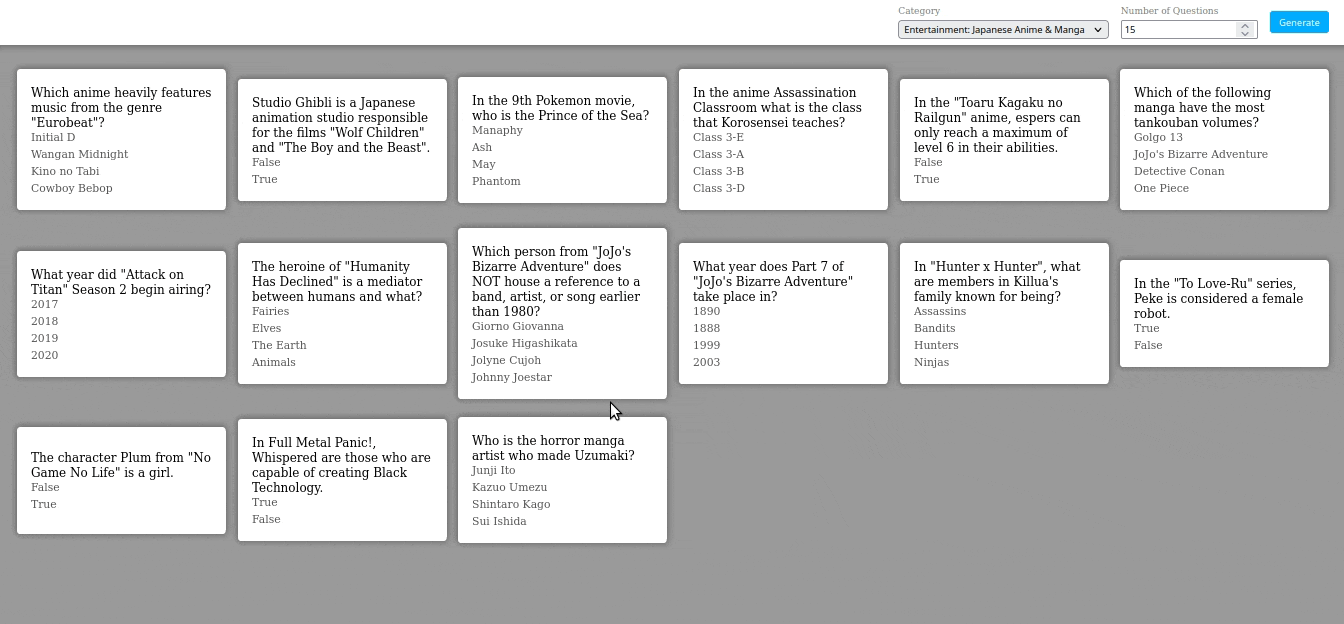 Category
Number of Questions
Entertainment: Japanese Anime & Manga
15
Generate
Which anime heavily features
music from the genre
"Eurobeat"?
Initial D
Wangan Midnight
Kino no Tabi
Cowboy Bebop
Studio Ghibli is a Japanese
animation studio responsible
for the films "Wolf Children"
and "The Boy and the Beast".
False
True
In the 9th Pokemon movie,
who is the Prince of the Sea?
Manaphy
Ash
May
Phantom
In the anime Assassination
Classroom what is the class
that Korosensei teaches?
Class 3-E
Class 3-A
Class 3-B
Class 3-D
In the "Toaru Kagaku no
Railgun" anime, espers can
only reach a maximum of
level 6 in their abilities.
False
True
Which of the following
manga have the most
tankouban volumes?
Golgo 13
JoJo's Bizarre Adventure
Detective Conan
One Piece
What year did "Attack on
Titan" Season 2 begin airing?
2017
2018
2019
2020
The heroine of "Humanity
Has Declined" is a mediator
between humans and what?
Fairies
Elves
The Earth
Animals
Which person from "JoJo's
Bizarre Adventure" does
NOT house a reference to a
band, artist, or song earlier
than 1980?
Giorno Giovanna
Josuke Higashikata
Jolyne Cujoh
Johnny Joestar
What year does Part 7 of
"JoJo's Bizarre Adventure"
take place in?
1890
1888
1999
2003
In "Hunter x Hunter", what
are members in Killua's
family known for being?
Assassins
Bandits
Hunters
Ninjas
In the "To Love-Ru" series,
Peke is considered a female
robot.
True
False
The character Plum from "No
Game No Life" is a girl.
False
True
In Full Metal Panic!,
Whispered are those who are
capable of creating Black
Technology.
True
False
Who is the horror manga
artist who made Uzumaki?
Junji Ito
Kazuo Umezu
Shintaro Kago
Sui Ishida